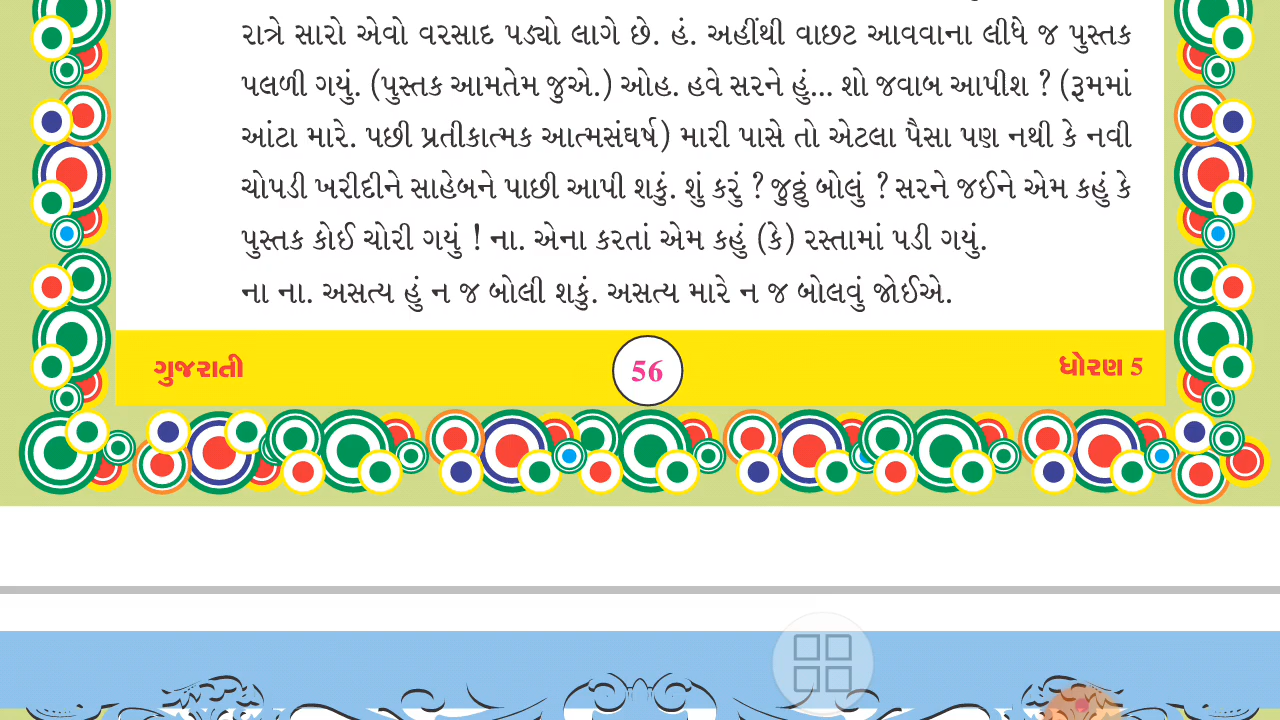 રાત્રે સારો એવો વરસાદ પડ્યો લાગે છે. હં. અહીંથી વાછટ આવવાના લીધે જ પુસ્તક
પલળી ગયું. (પુસ્તક આમતેમ જુએ.) ઓહ. હવે સરને હું... શો જવાબ આપીશ ? (રૂમમાં
આંટા મારે. પછી પ્રતીકાત્મક આત્મસંઘર્ષ) મારી પાસે તો એટલા પૈસા પણ નથી કે નવી
ચોપડી ખરીદીને સાહેબને પાછી આપી શકું. શું કરું ? જુઠ્ઠું બોલું ? સરને જઈને એમ કહું કે
પુસ્તક કોઈ ચોરી ગયું ! ના. એના કરતાં એમ કહું (કે) રસ્તામાં પડી ગયું.
ના ના. અસત્ય હું ન જ બોલી શકું. અસત્ય મારે ન જ બોલવું જોઈએ.
ગુજરાતી 56 ધોરણ 5